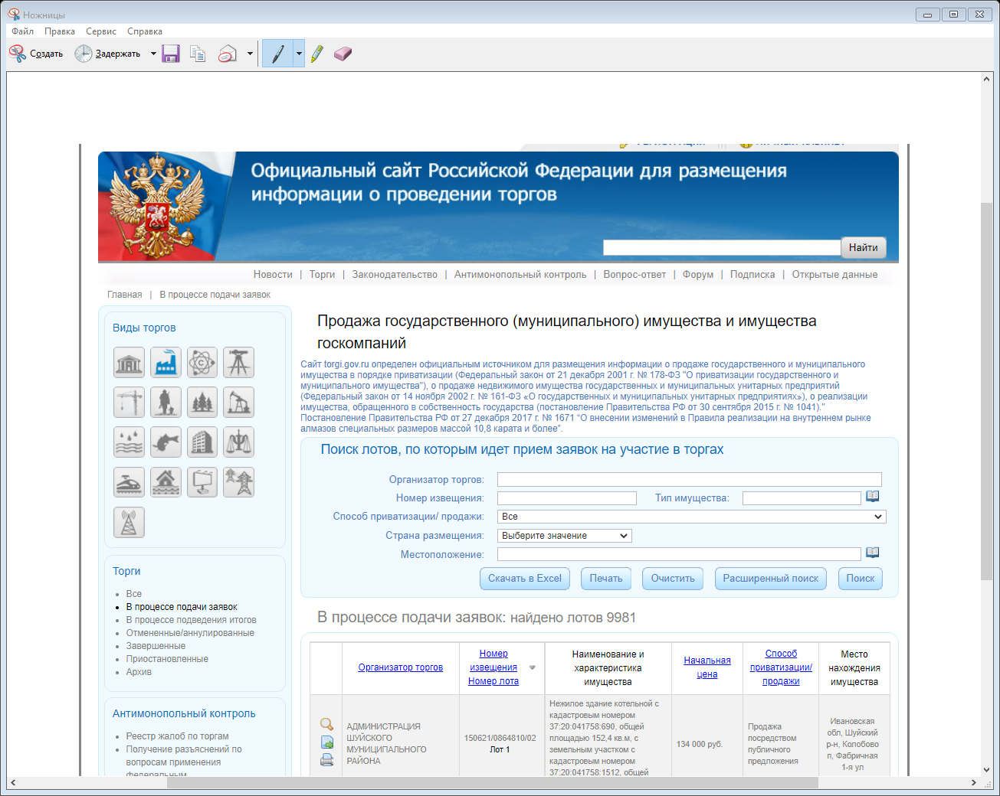 Ножницы
Файл Правка Сервис Справка
Создать Задержать
Официальный сайт Российской Федерации для размещения
информации о проведении торгов
Найти
Новости | Торги | Законодательство | Антимонопольный контроль | Вопрос-ответ | Форум | Подписка | Открытые данные
Главная | В процессе подачи заявок
Виды торгов
Торги
Все
В процессе подачи заявок
В процессе подведения итогов
Отмененные/аннулированные
Завершенные
Приостановленные
Архив
Антимонопольный контроль
Реестр жалоб по торгам
Получение разъяснений по
вопросам применения
федеральным
Продажа государственного (муниципального) имущества и имущества
госкомпаний
Сайт torgi.gov.ru определен официальным источником для размещения информации о продаже государственного и муниципального
имущества в порядке приватизации (Федеральный закон от 21 декабря 2001 г. № 178-ФЗ "О приватизации государственного и
муниципального имущества"), о продаже недвижимого имущества государственных и муниципальных унитарных предприятий
(Федеральный закон от 14 ноября 2002 г. № 161-ФЗ «О государственных и муниципальных унитарных предприятиях»), о реализации
имущества, обращенного в собственность государства (постановление Правительства РФ от 30 сентября 2015 г. № 1041)."
Постановление Правительства РФ от 27 декабря 2017 г. № 1671 “О внесении изменений в Правила реализации на внутреннем рынке
алмазов специальных размеров массой 10,8 карата и более”.
Поиск лотов, по которым идет прием заявок на участие в торгах
Организатор торгов:
Номер извещения: Тип имущества:
Способ приватизации/ продажи: Все
Страна размещения: Выберите значение
Местоположение:
Скачать в Excel Печать Очистить Расширенный поиск Поиск
В процессе подачи заявок: найдено лотов 9981
Организатор торгов
Номер
извещения
Номер лота
Наименование и
характеристика
имущества
Начальная
цена
Способ
приватизации/
продажи
Место
нахождения
имущества
АДМИНИСТРАЦИЯ
ШУЙСКОГО
МУНИЦИПАЛЬНОГО
РАЙОНА
150621/0864810/02
Лот 1
Нежилое здание котельной с
кадастровым номером
37:20:041758:690, общей
площадью 152,4 кв.м, с
земельным участком с
кадастровым номером
37:20:041758:1512, общей
134 000 руб.
Продажа
посредством
публичного
предложения
Ивановская
обл, Шуйский
р-н, Колобово
п, Фабричная
1-я ул